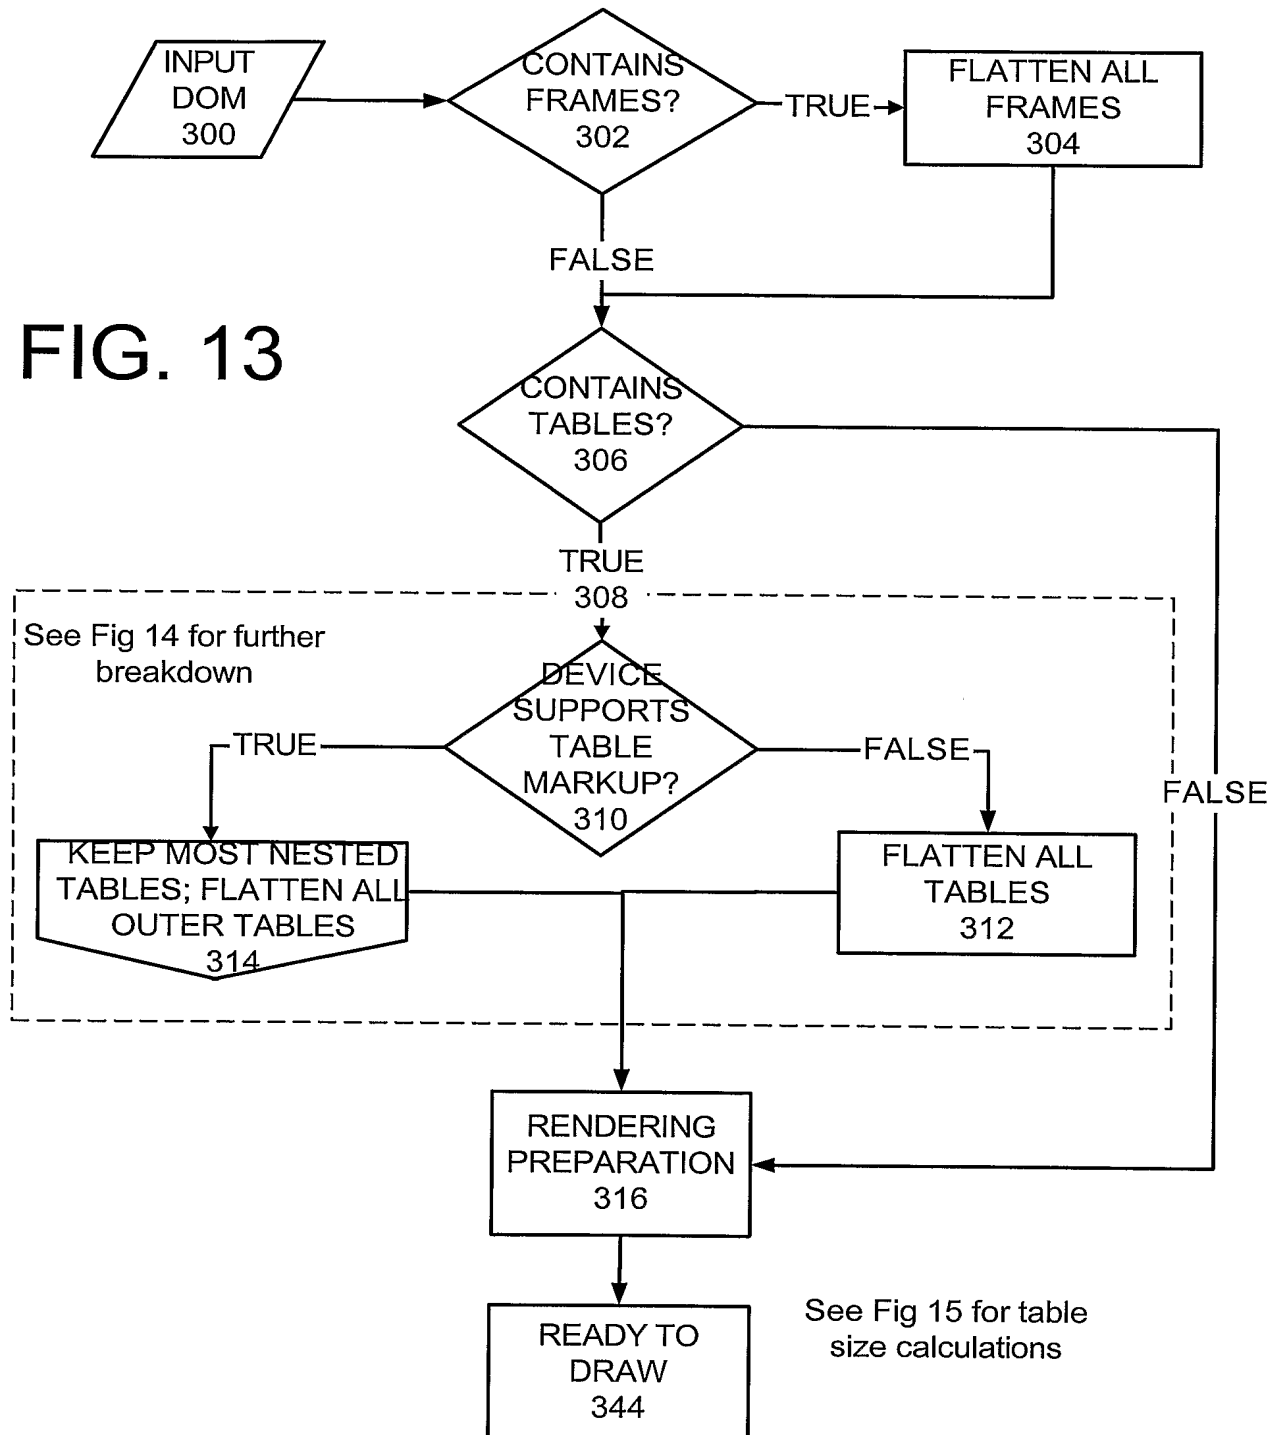 INPUT
DOM
300
CONTAINS
FRAMES?
302
TRUE
FLATTEN ALL
FRAMES
304
FALSE
FIG. 13
CONTAINS
TABLES?
306
TRUE
308
See Fig 14 for further
breakdown
DEVICE
SUPPORTS
TABLE
MARKUP?
310
TRUE
FALSE
FALSE
KEEP MOST NESTED
TABLES; FLATTEN ALL
OUTER TABLES
314
FLATTEN ALL
TABLES
312
RENDERING
PREPARATION
316
See Fig 15 for table
size calculations
READY TO
DRAW
344